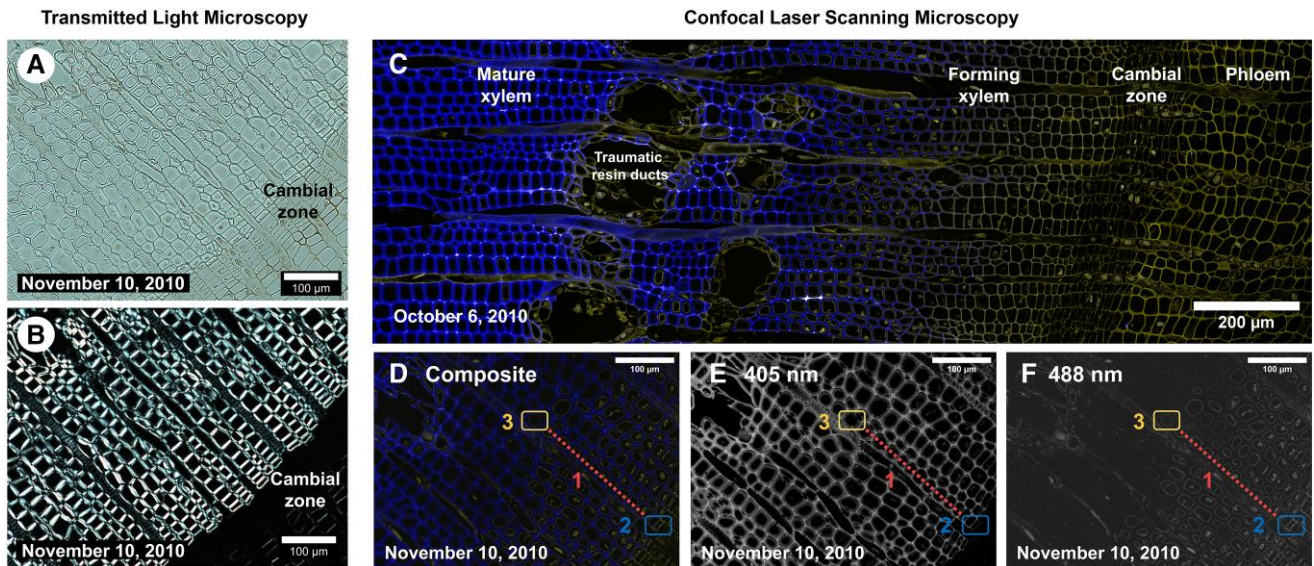 Transmitted Light Microscopy
Confocal Laser Scanning Microscopy
A
Cambial
zone
November 10, 2010
100 µm
B
Cambial
zone
November 10, 2010
100 µm
C
Mature
xylem
Forming
xylem
Cambial
zone
Phloem
Traumatic
resin ducts
October 6, 2010
200 µm
D Composite
100 µm
3
1
2
November 10, 2010
E 405 nm
100 µm
3
1
2
November 10, 2010
F 488 nm
100 µm
3
1
2
November 10, 2010